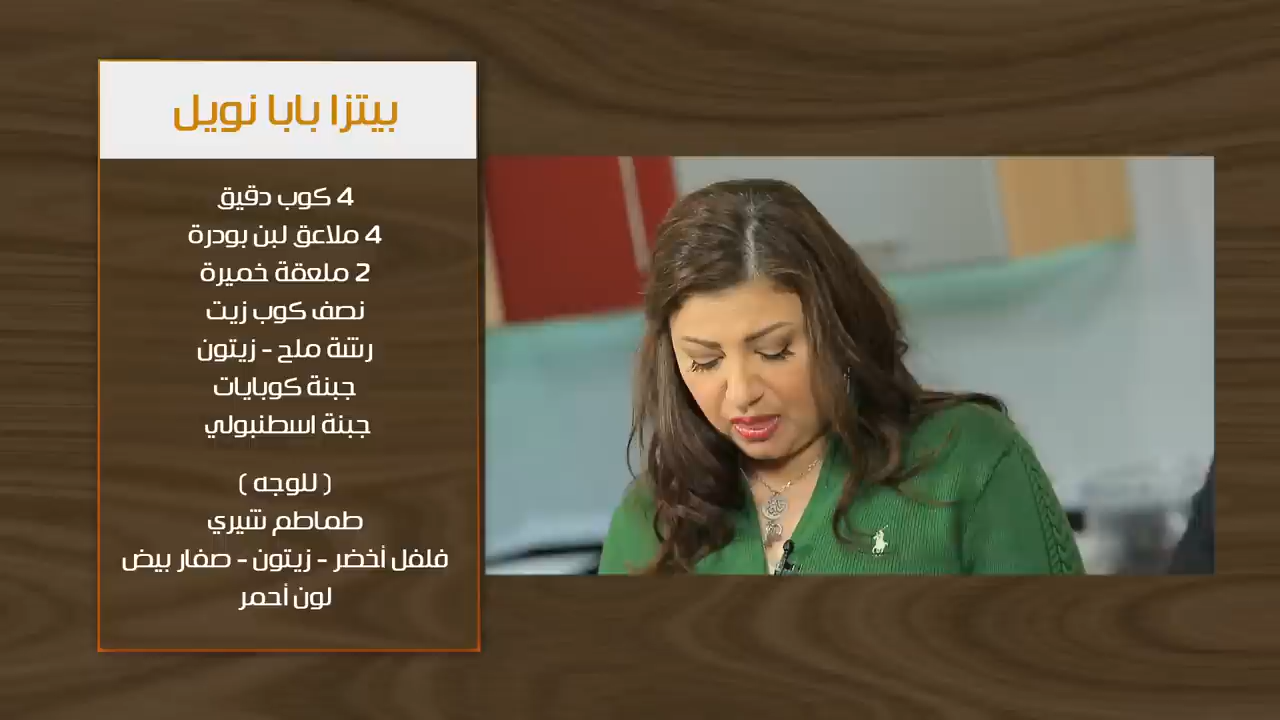 بيتزا بابا نويل
4 كوب دقيق
4 ملاعق لبن بودرة
2 ملعقة خميرة
نصف كوب زيت
رشة ملح - زيتون
جبنة كوبايات
جبنة اسطنبولي
( للوجه )
طماطم شيري
فلفل أخضر - زيتون - صفار بيض
لون أحمر